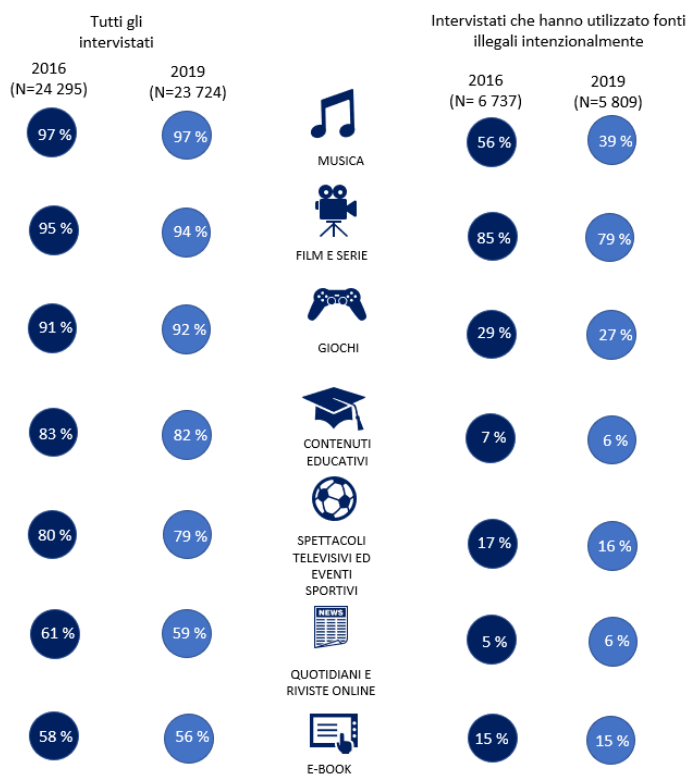 Tutti gli
intervistati
Intervistati che hanno utilizzato fonti
illegali intenzionalmente
2016
(N=24 295)
2019
(N=23 724)
2016
(N= 6 737)
2019
(N=5 809)
97 %
97 %
MUSICA
56 %
39 %
95 %
94 %
FILM E SERIE
85 %
79 %
91 %
92 %
GIOCHI
29 %
27 %
83 %
82 %
CONTENUTI
EDUCATIVI
7 %
6 %
80 %
79 %
SPETTACOLI
TELEVISIVI ED
EVENTI
SPORTIVI
17 %
16 %
61 %
59 %
NEWS
QUOTIDIANI E
RIVISTE ONLINE
5 %
6 %
58 %
56 %
E-BOOK
15 %
15 %